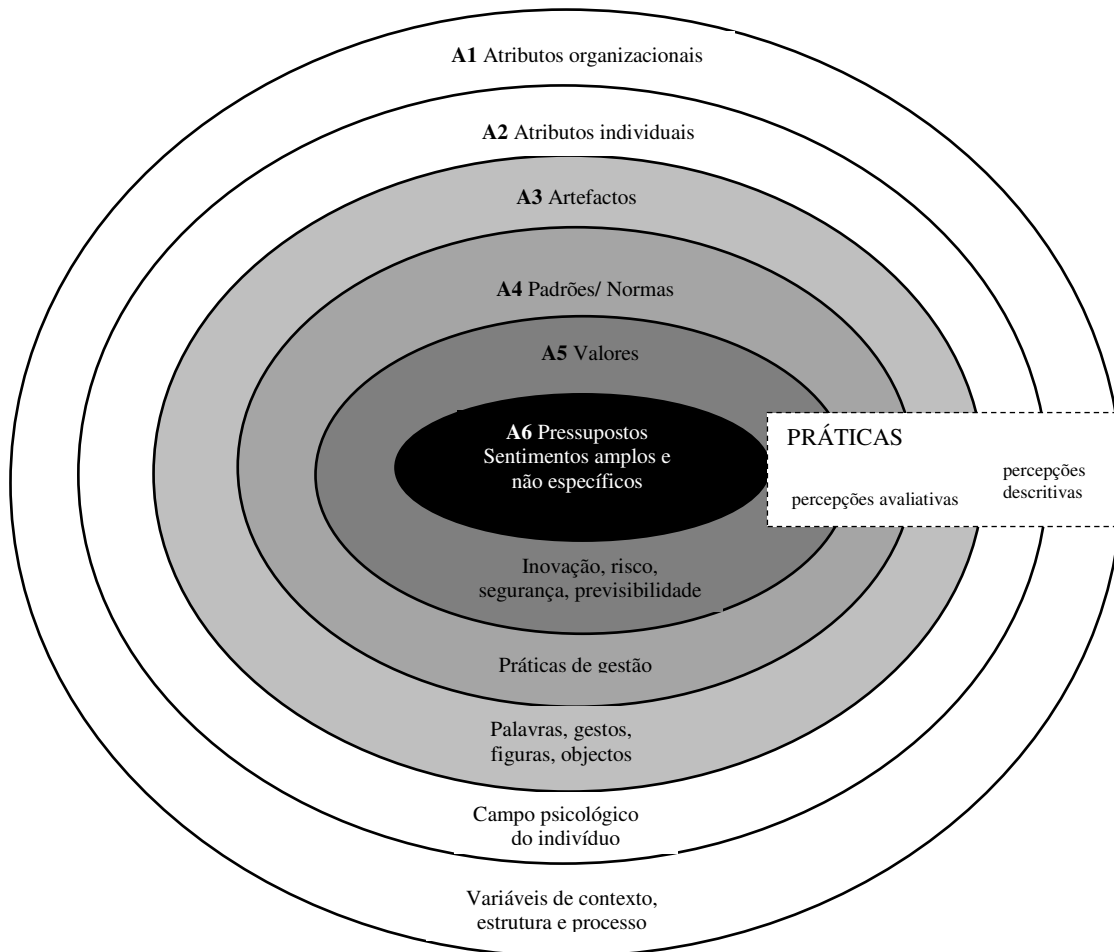 A1 Atributos organizacionais
A2 Atributos individuais
A3 Artefactos
A4 Padrões/ Normas
A5 Valores
A6 Pressupostos
Sentimentos amplos e
não específicos
PRÁTICAS
percepções avaliativas
percepções
descritivas
Inovação, risco,
segurança, previsibilidade
Práticas de gestão
Palavras, gestos,
figuras, objectos
Campo psicológico
do indivíduo
Variáveis de contexto,
estrutura e processo